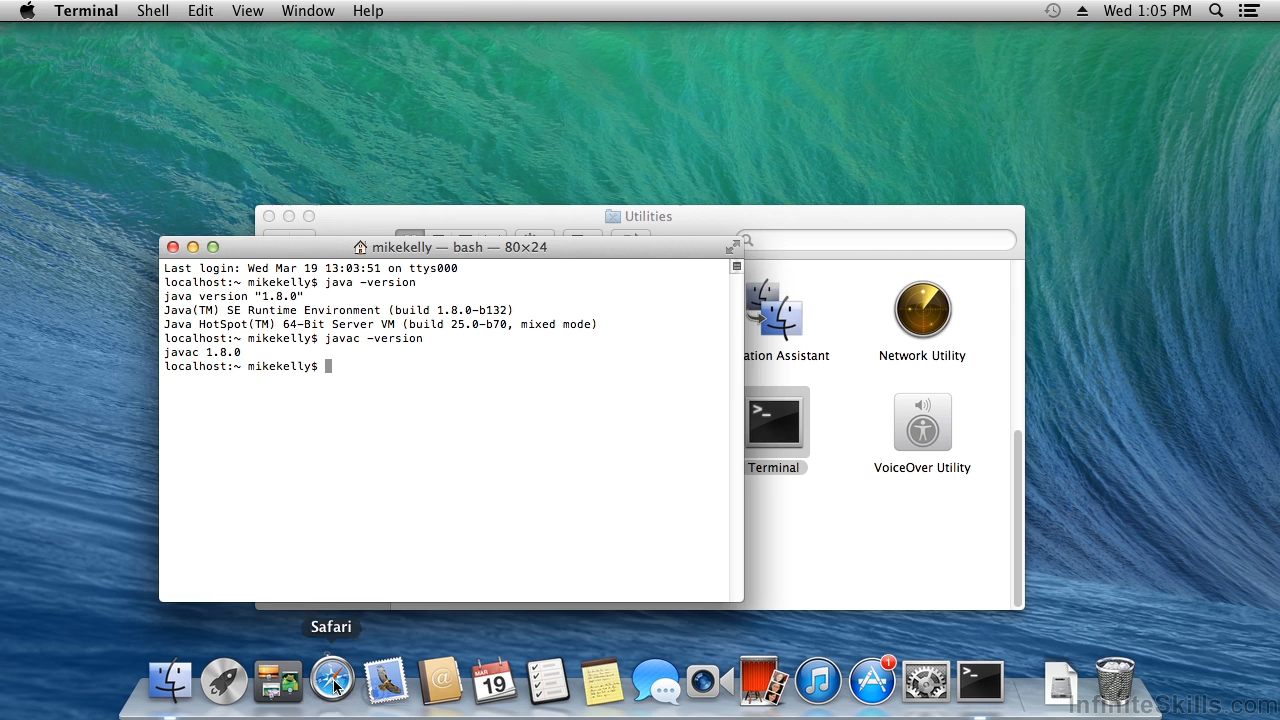 Terminal Shell Edit View Window Help Wed 1:05 PM
Utilities
mikekelly — bash — 80×24
Last login: Wed Mar 19 13:03:51 on ttys000
localhost:~ mikekelly$ java -version
java version "1.8.0"
Java(TM) SE Runtime Environment (build 1.8.0-b132)
Java HotSpot(TM) 64-Bit Server VM (build 25.0-b70, mixed mode)
localhost:~ mikekelly$ javac -version
javac 1.8.0
localhost:~ mikekelly$
ation Assistant
Network Utility
>_
Terminal
VoiceOver Utility
Safari
MAR
19
1
>_
InfiniteSkills.com